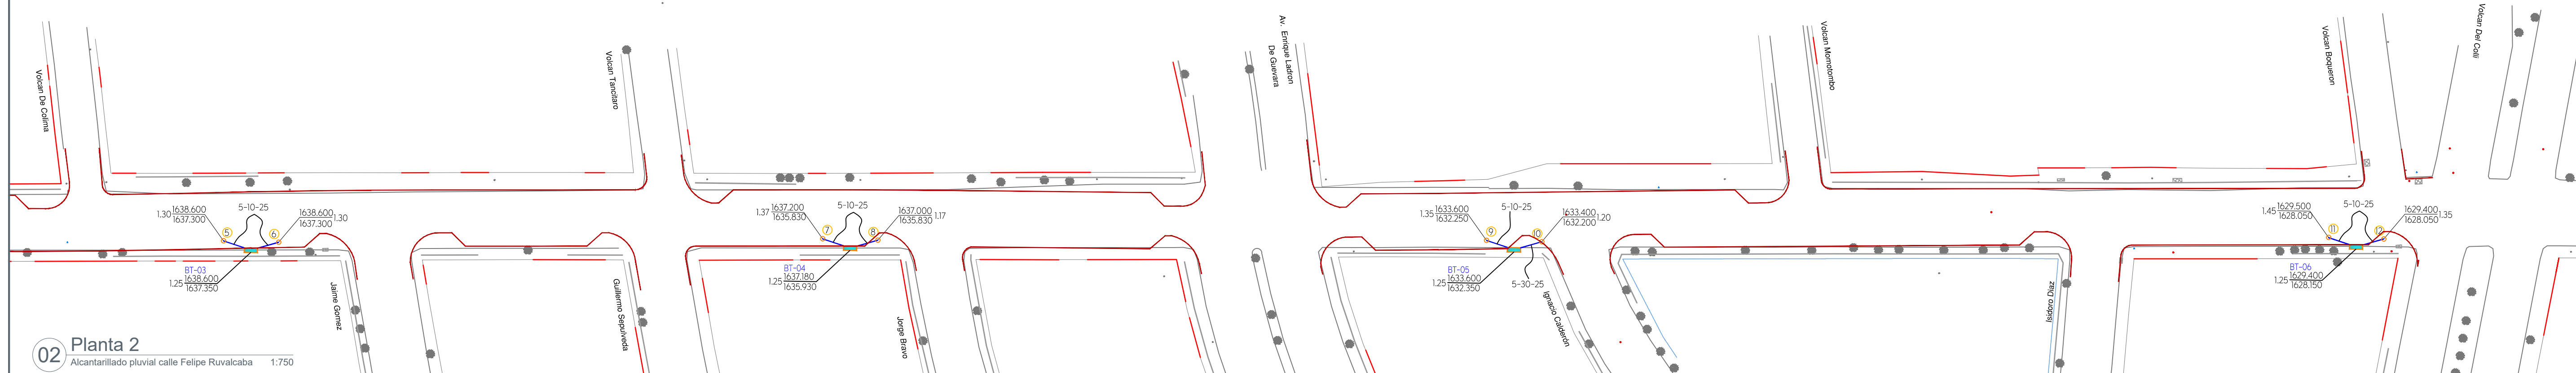 Volcan De Colima
Volcan Tancitaro
Av. Enrique Ladron
De Guevara
Volcan Momotombo
Volcan Boqueron
Volcan Del Colli
1.30
1638.600
1637.300
5
5-10-25
6
1638.600
1637.300
1.30
BT-03
1.25
1638.600
1637.350
Jaime Gomez
Guillermo Sepulveda
1.37
1637.200
1635.830
7
5-10-25
8
1637.000
1635.830
1.17
BT-04
1.25
1637.180
1635.930
Jorge Bravo
1.35
1633.600
1632.250
9
5-10-25
10
1633.400
1632.200
1.20
BT-05
1.25
1633.600
1632.350
5-30-25
Ignacio Calderón
Isidoro Diaz
1.45
1629.500
1628.050
11
5-10-25
12
1629.400
1628.050
1.35
BT-06
1.25
1629.400
1628.150
02
Planta 2
Alcantarillado pluvial calle Felipe Ruvalcaba 1:750